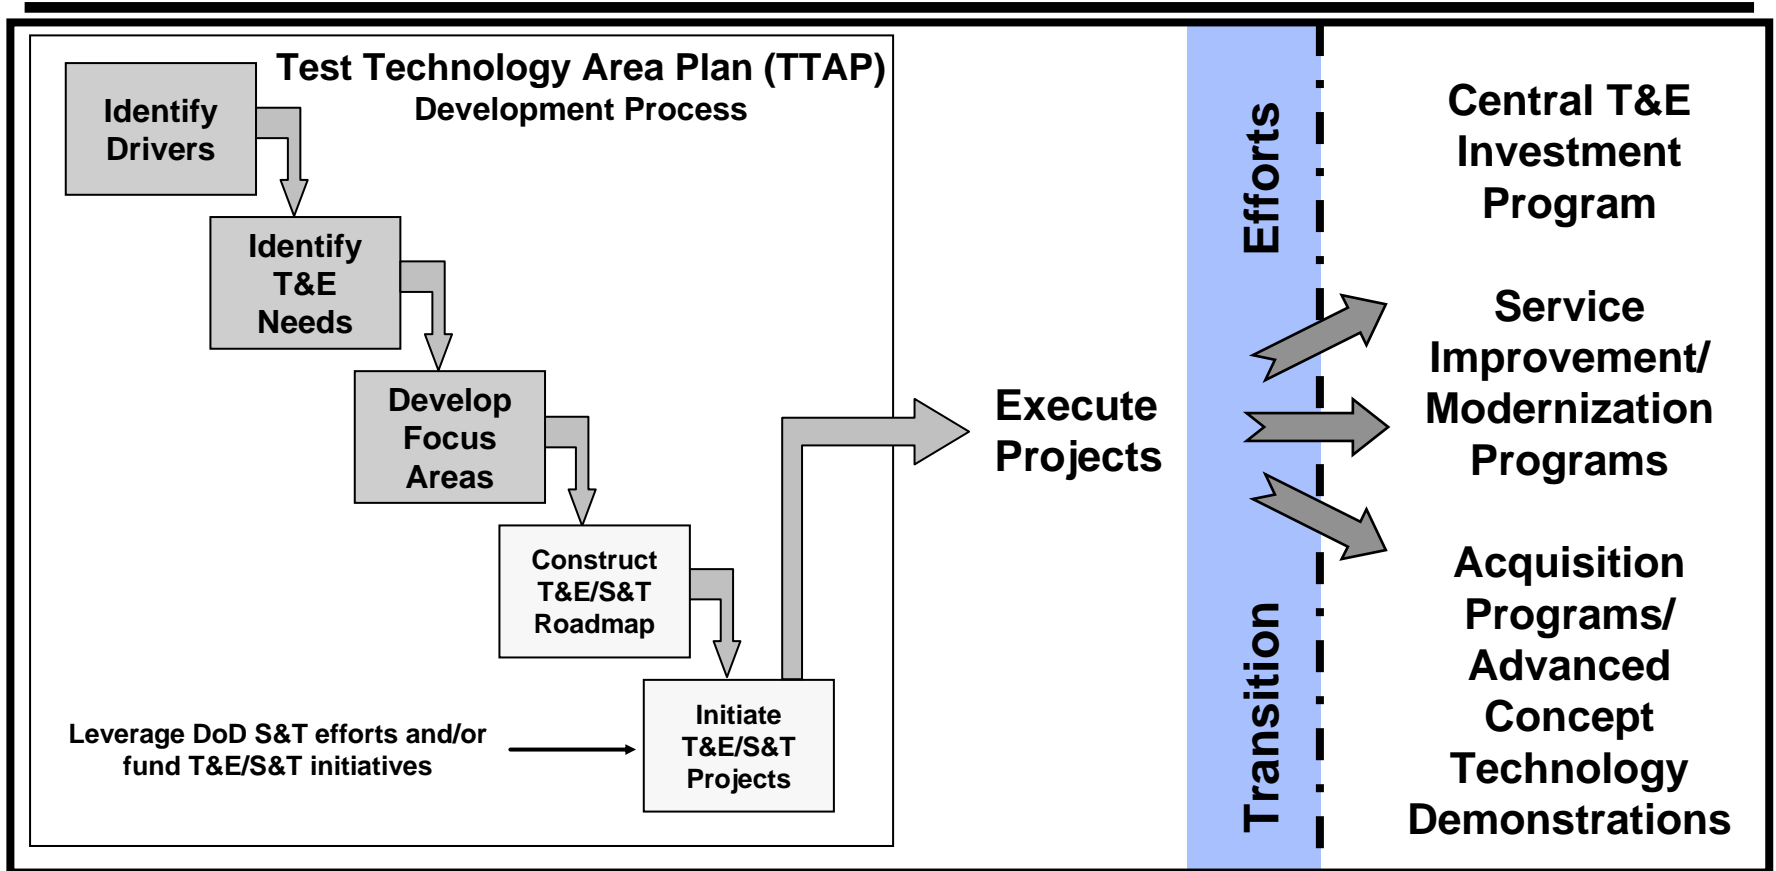 Test Technology Area Plan (TTAP)
Development Process
Identify
Drivers
Identify
T&E
Needs
Develop
Focus
Areas
Construct
T&E/S&T
Roadmap
Initiate
T&E/S&T
Projects
Leverage DoD S&T efforts and/or
fund T&E/S&T initiatives
Execute
Projects
Transition Efforts
Central T&E
Investment
Program
Service
Improvement/
Modernization
Programs
Acquisition
Programs/
Advanced
Concept
Technology
Demonstrations